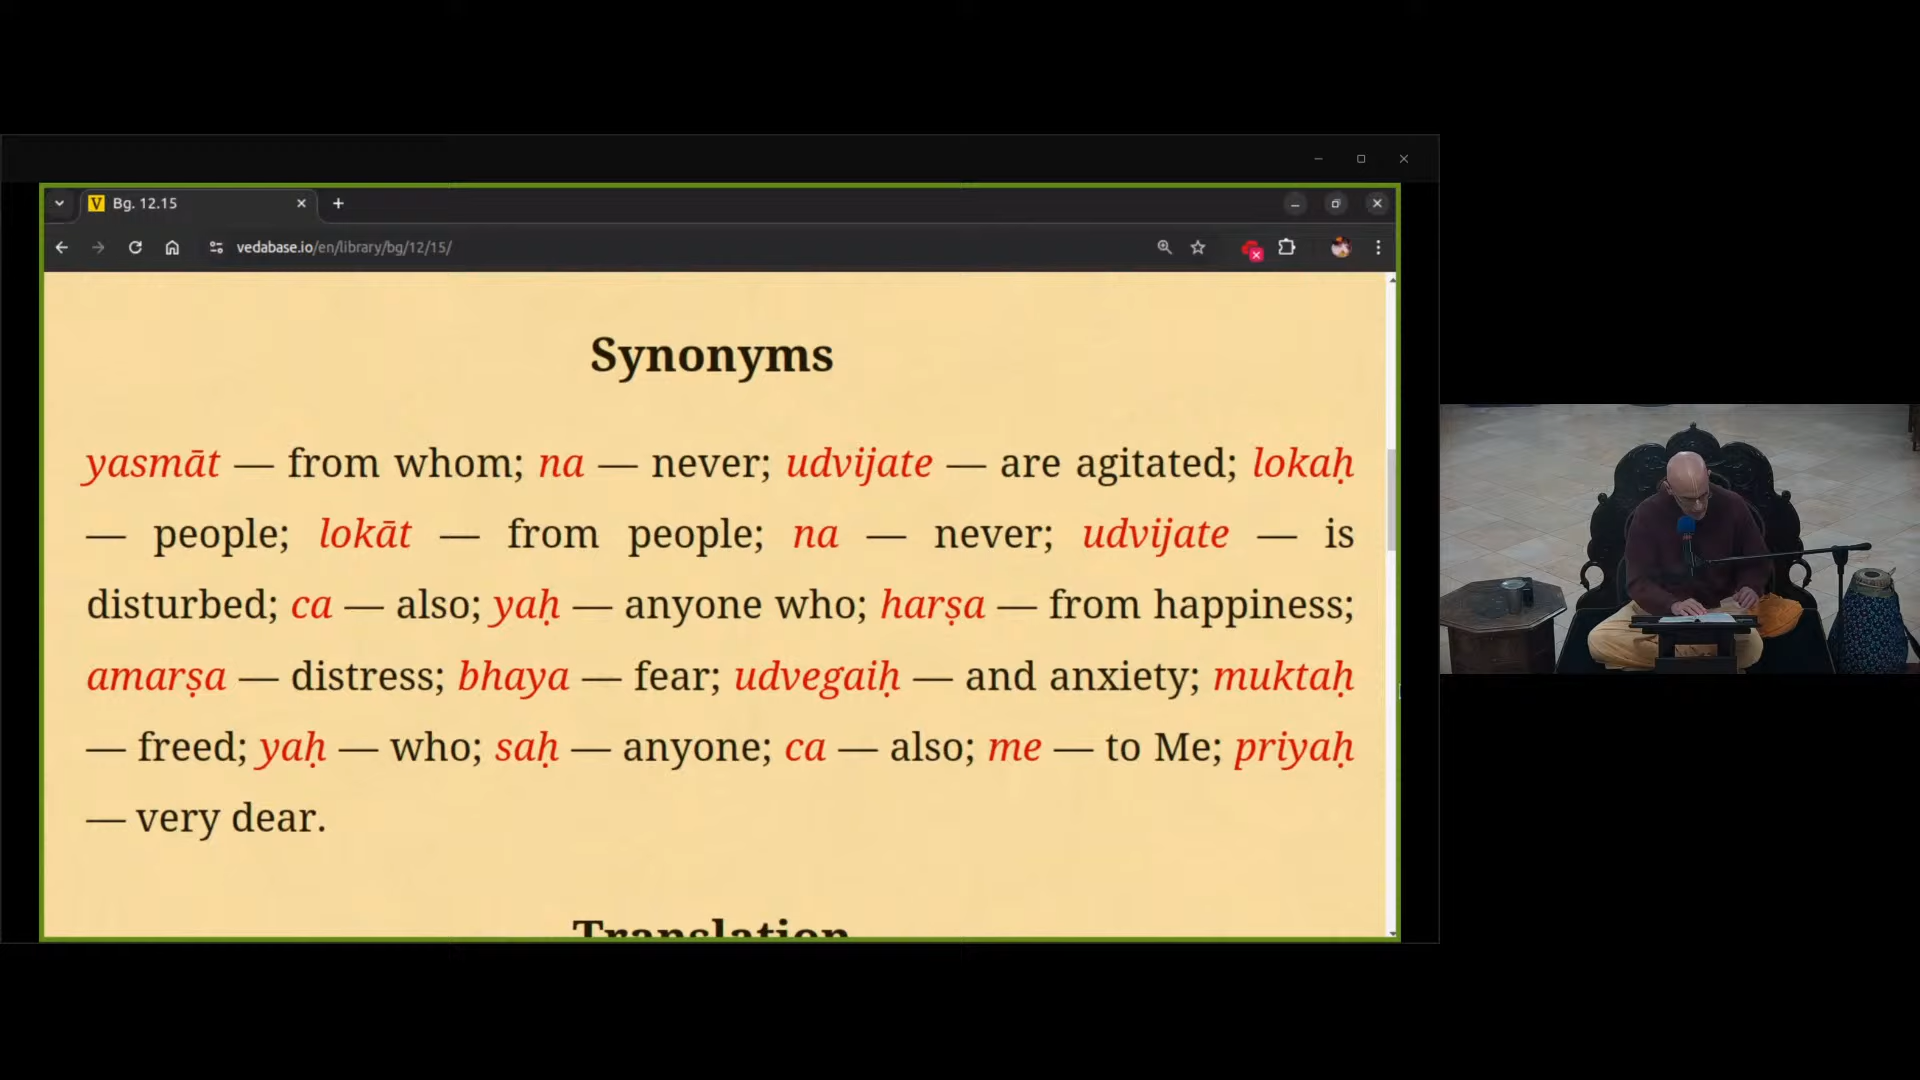 Bg. 12.15
vedabase.io/en/library/bg/12/15/
Synonyms
yasmāt — from whom; na — never; udvijate — are agitated; lokaḥ
— people; lokāt — from people; na — never; udvijate — is
disturbed; ca — also; yaḥ — anyone who; harṣa — from happiness;
amarṣa — distress; bhaya — fear; udvegaiḥ — and anxiety; muktaḥ
— freed; yaḥ — who; saḥ — anyone; ca — also; me — to Me; priyaḥ
— very dear.
Translation